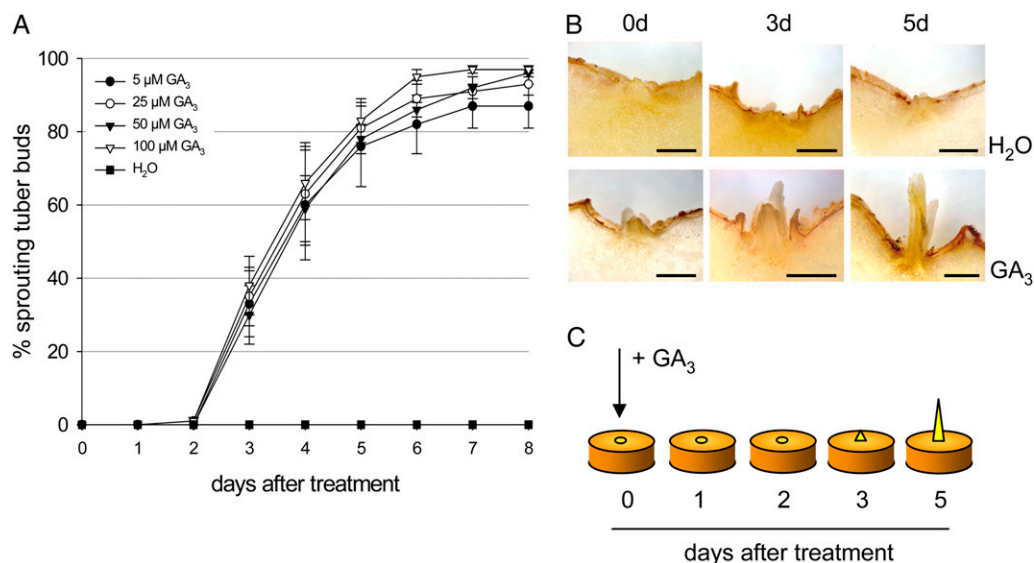 A
100
80
60
40
20
0
% sprouting tuber buds
5 µM GA3
25 µM GA3
50 µM GA3
100 µM GA3
H2O
0 1 2 3 4 5 6 7 8
days after treatment
B
0d 3d 5d
H2O
GA3
C
+ GA3
0 1 2 3 5
days after treatment